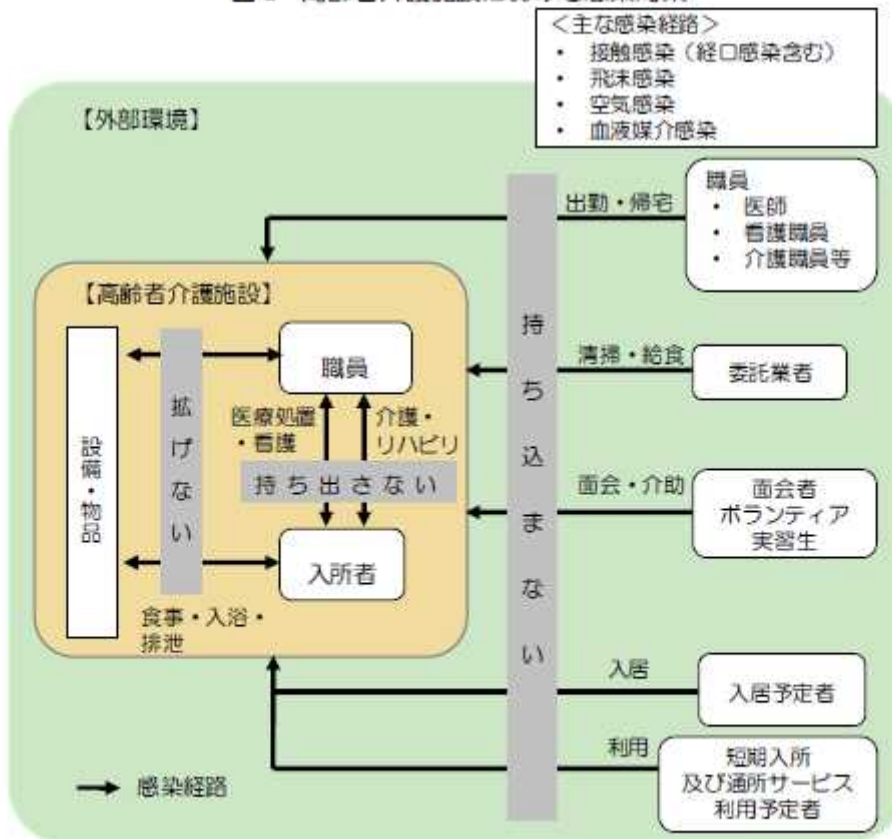 ＜主な感染経路＞
・ 接触感染（経口感染含む）
・ 飛沫感染
・ 空気感染
・ 血液媒介感染
【外部環境】
職員
・ 医師
・ 看護職員
・ 介護職員等
出勤・帰宅
【高齢者介護施設】
持ち込まない
職員
清掃・給食
委託業者
拡げない
医療処置
・看護
介護・
リハビリ
設備・物品
持ち出さない
面会・介助
面会者
ボランティア
実習生
入所者
食事・入浴・
排泄
入居
入居予定者
利用
短期入所
及び通所サービス
利用予定者
感染経路